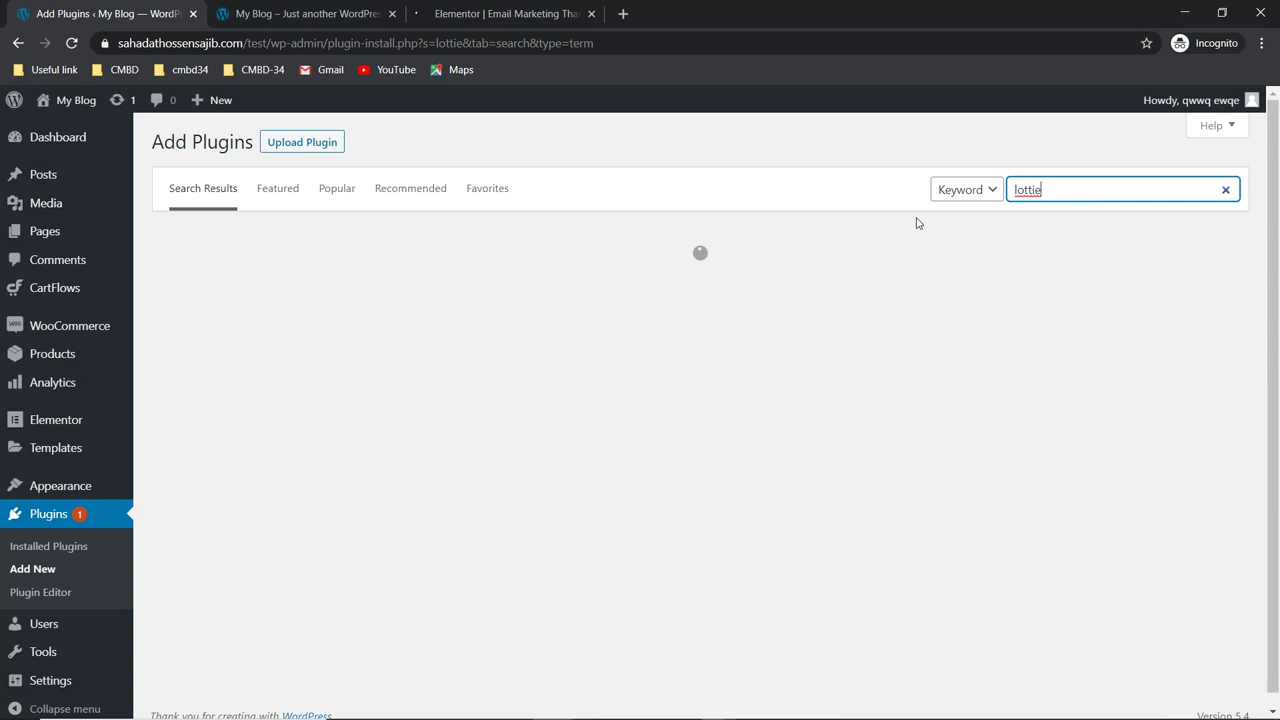 Add Plugins ‹ My Blog — WordPr
My Blog – Just another WordPres
Elementor | Email Marketing Tha
sahadathossensajib.com/test/wp-admin/plugin-install.php?s=lottie&tab=search&type=term
Incognito
Useful link
CMBD
cmbd34
CMBD-34
Gmail
YouTube
Maps
My Blog
1
0
New
Howdy, qwwq ewqe
Dashboard
Posts
Media
Pages
Comments
CartFlows
WooCommerce
Products
Analytics
Elementor
Templates
Appearance
Plugins 1
Installed Plugins
Add New
Plugin Editor
Users
Tools
Settings
Collapse menu
Help
Add Plugins
Upload Plugin
Search Results
Featured
Popular
Recommended
Favorites
Keyword
lottie
Thank you for creating with WordPress
Version 5.4